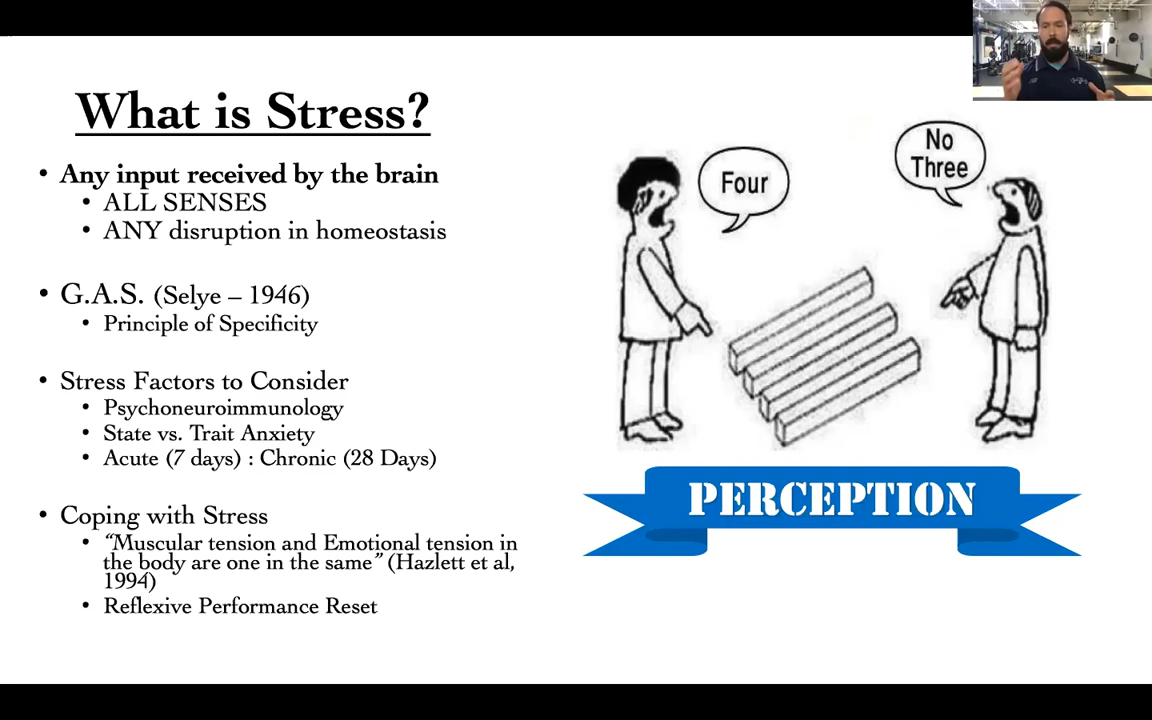 What is Stress?
• Any input received by the brain
• ALL SENSES
• ANY disruption in homeostasis
• G.A.S. (Selye – 1946)
• Principle of Specificity
• Stress Factors to Consider
• Psychoneuroimmunology
• State vs. Trait Anxiety
• Acute (7 days) : Chronic (28 Days)
• Coping with Stress
• “Muscular tension and Emotional tension in
the body are one in the same” (Hazlett et al,
1994)
• Reflexive Performance Reset
Four
No
Three
PERCEPTION